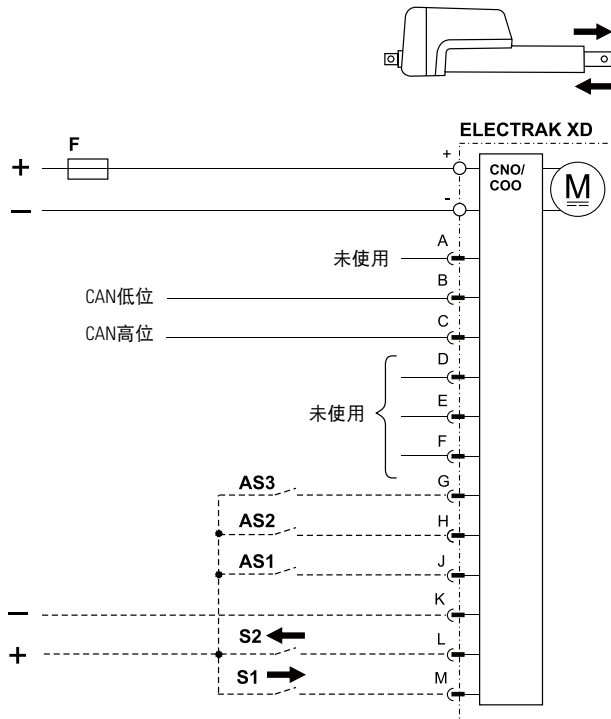 ELECTRAK XD
F
+
+
CNO/
COO
M
−
-
A
未使用
B
CAN低位
C
CAN高位
D
E
未使用
F
G
AS3
H
AS2
J
AS1
K
−
L
S2
+
M
S1